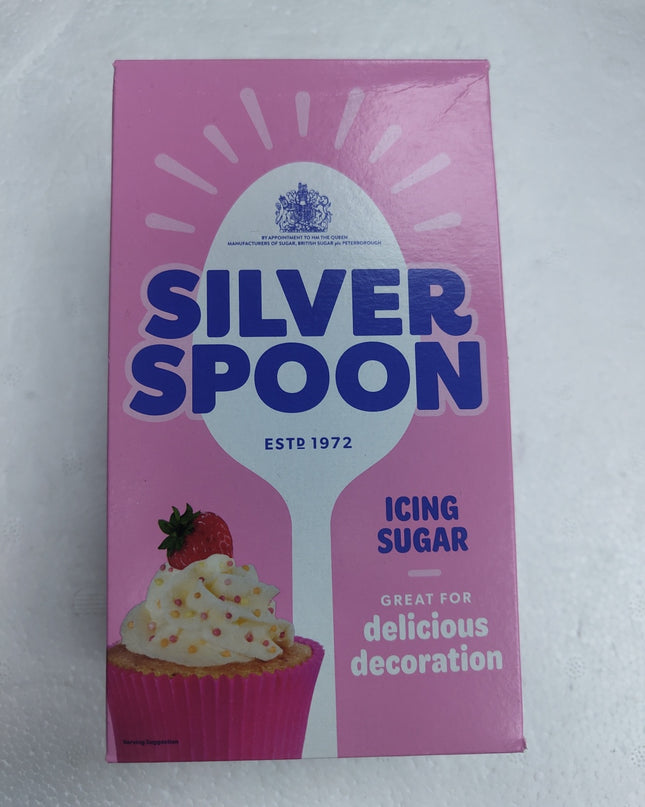 BY APPOINTMENT TO HM THE QUEEN
MANUFACTURERS OF SUGAR, BRITISH SUGAR plc PETERBOROUGH
SILVER
SPOON
ESTD 1972
ICING
SUGAR
GREAT FOR
delicious
decoration
Serving Suggestion